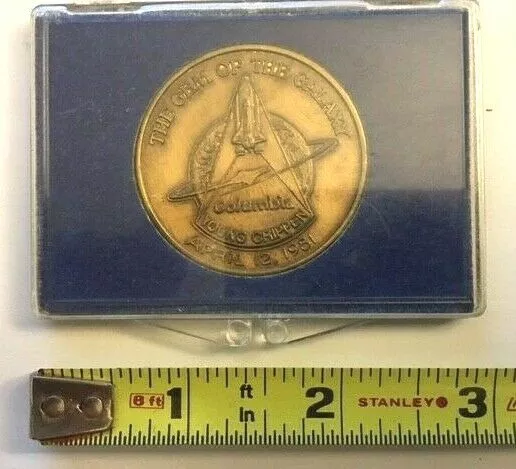 THE GEM OF THE GALAXY
Columbia
YOUNG CRIPPEN
APRIL 12, 1981
8 ft 1 ft in 2 STANLEY 3